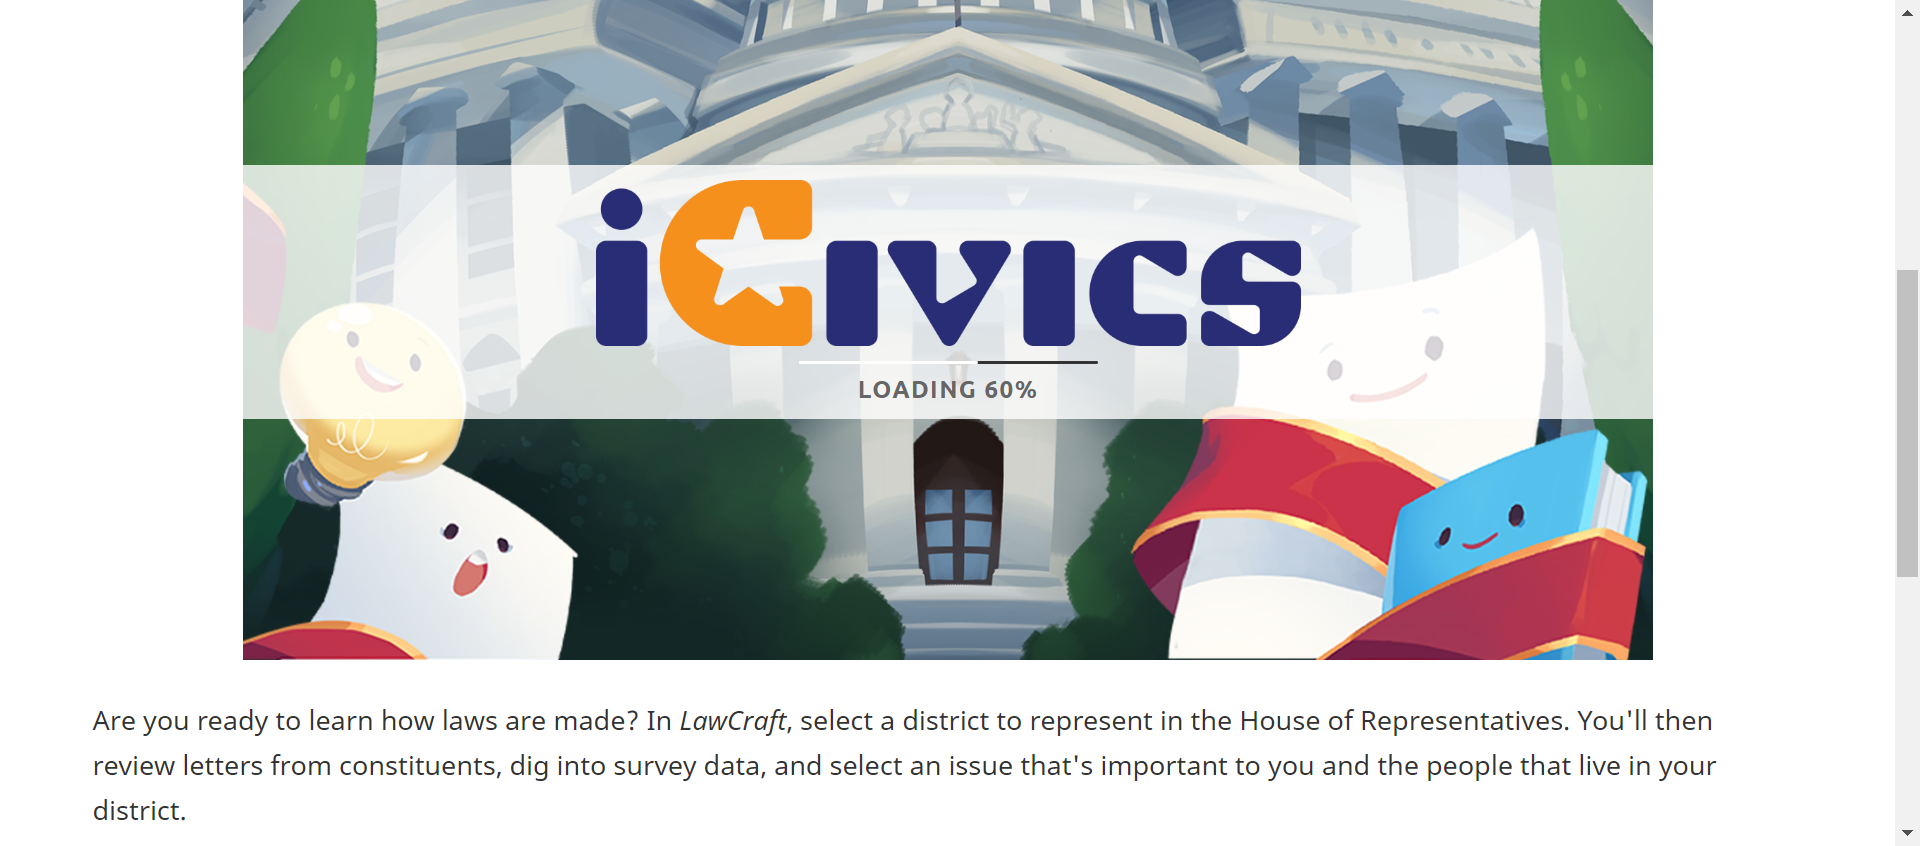 iCivics
LOADING 60%
Are you ready to learn how laws are made? In LawCraft, select a district to represent in the House of Representatives. You'll then
review letters from constituents, dig into survey data, and select an issue that's important to you and the people that live in your
district.